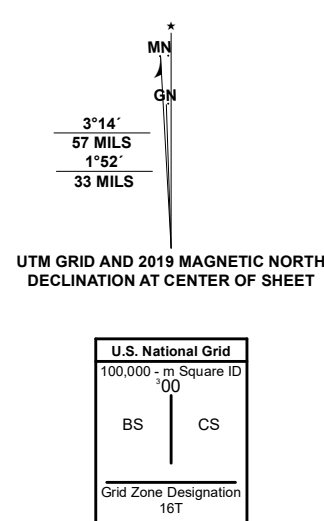 ★
MN
GN
3°14´
57 MILS
1°52´
33 MILS
UTM GRID AND 2019 MAGNETIC NORTH
DECLINATION AT CENTER OF SHEET
U.S. National Grid
100,000 - m Square ID
³00
BS CS
Grid Zone Designation
16T